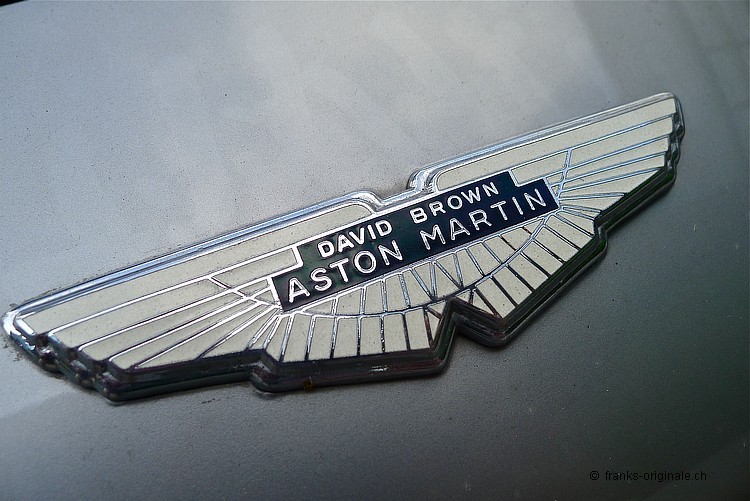 DAVID BROWN
ASTON MARTIN
© franks-originale.ch